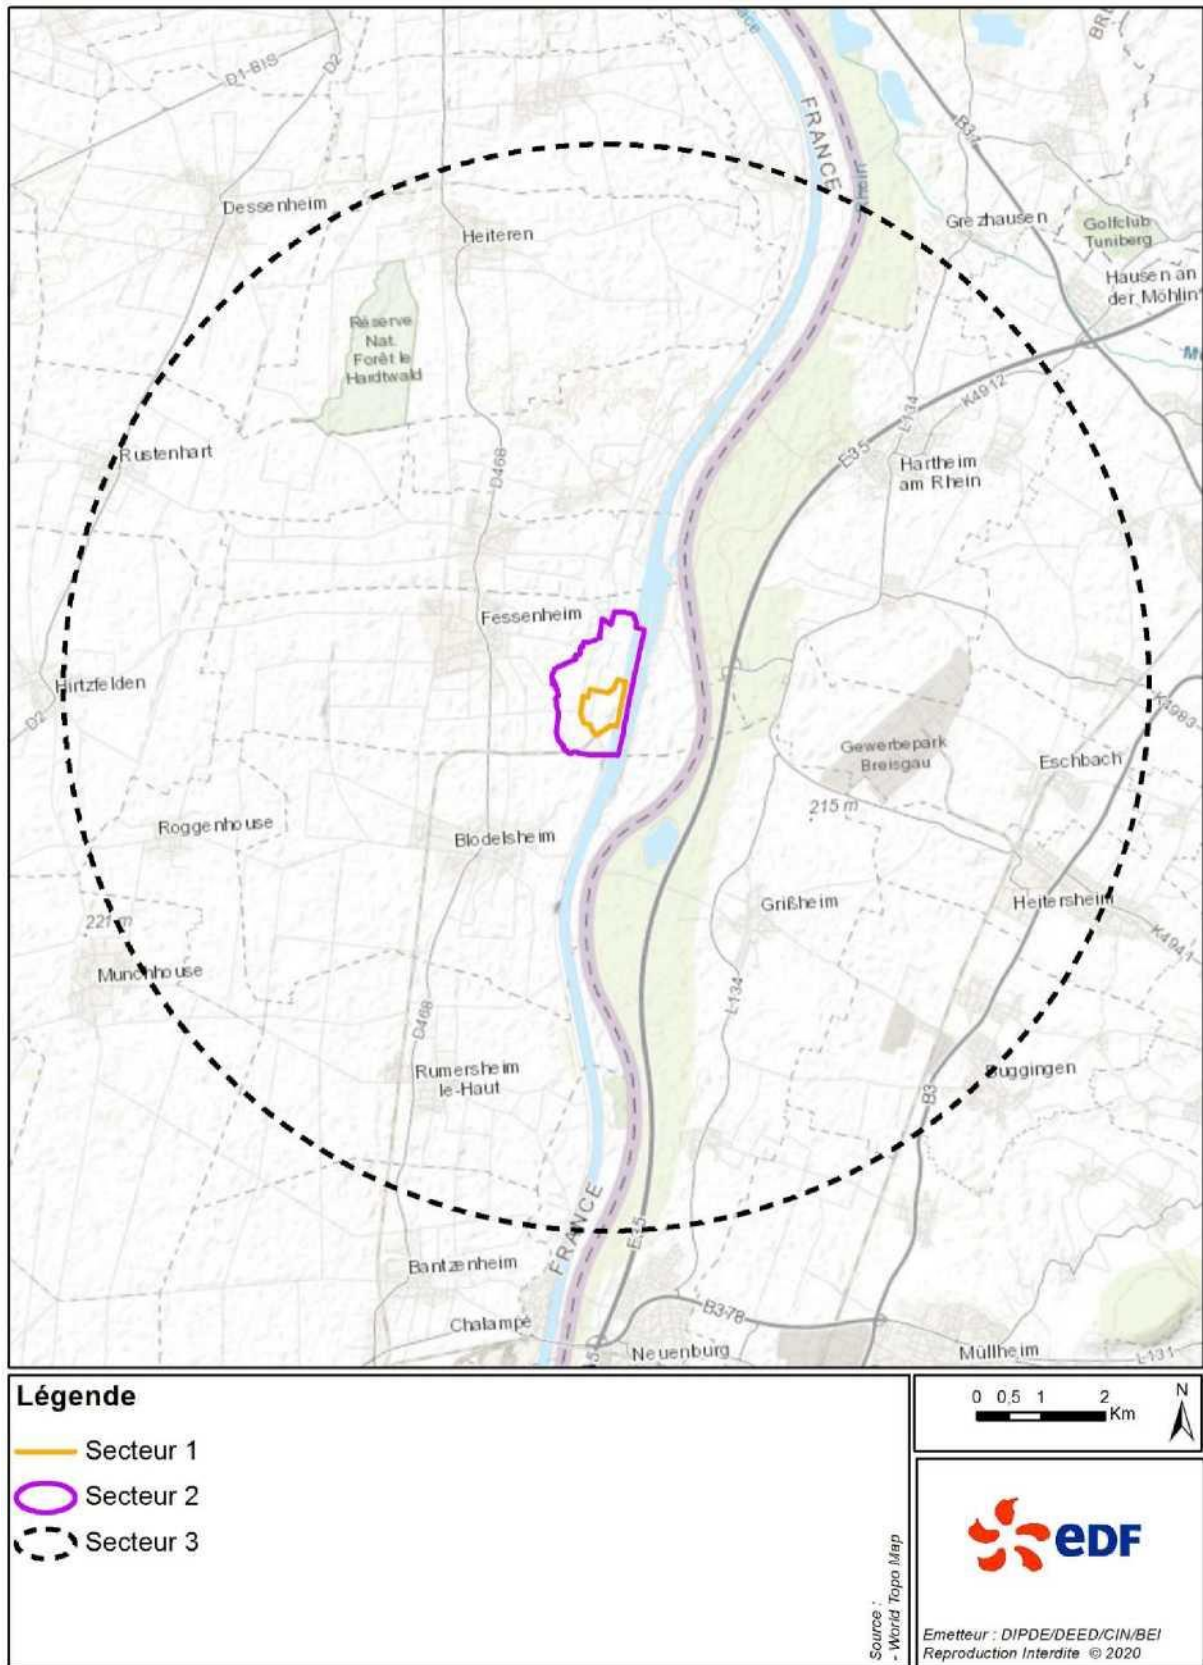 FRANCE
D1-BIS
D2
B31
Dessenheim
Heiteren
Grezhausen
Golfclub
Tuniberg
Hausen an
der Möhlin
Réserve
Nat.
Forêt le
Hardtwald
K4912
L134
E35
Rustenhart
D468
Hartheim
am Rhein
Fessenheim
Hirtzfelden
D2
K4983
Gewerbepark
Breisgau
Eschbach
215 m
Roggenhouse
Blodelsheim
Grißheim
Heitersheim
221 m
K4941
Munchhouse
L134
D468
Rumersheim
le-Haut
Buggingen
B3
FRANCE
E35
Bantzenheim
Chalampé
B378
Neuenburg
Müllheim
L131
Légende
Secteur 1
Secteur 2
Secteur 3
Source :
- World Topo Map
0 0,5 1 2
Km
N
eDF
Emetteur : DIPDE/DEED/CIN/BEI
Reproduction Interdite © 2020